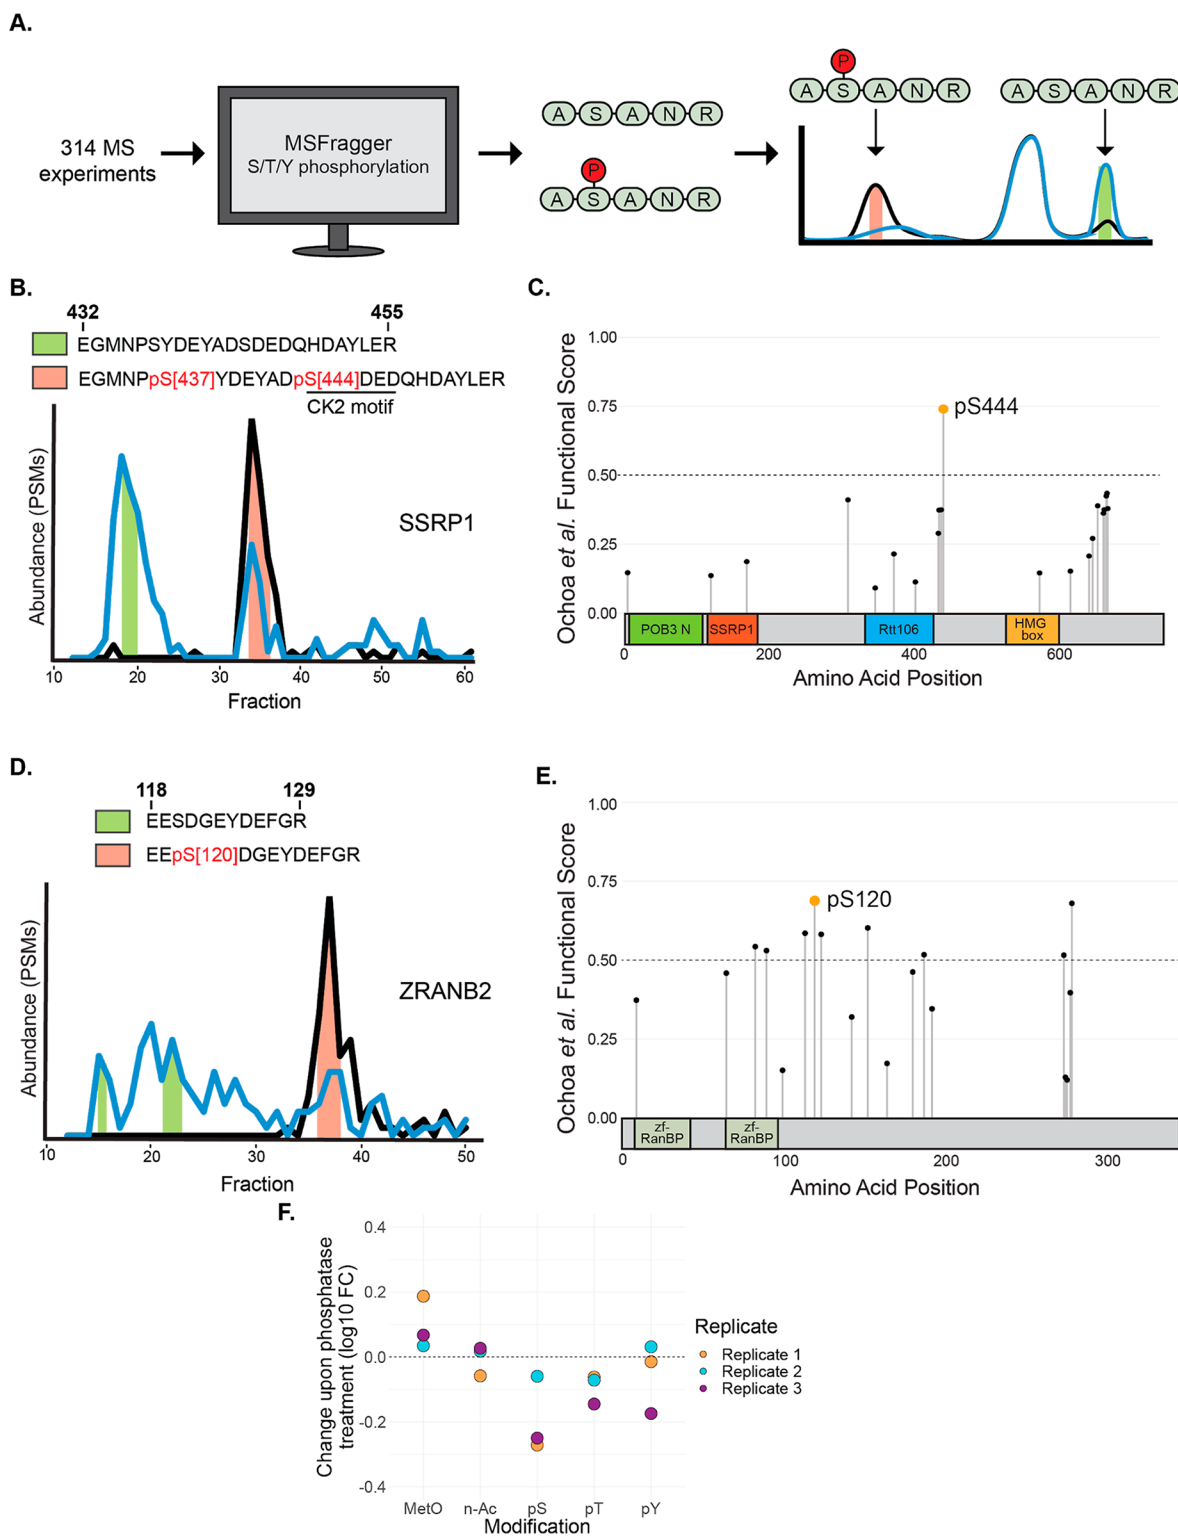 A.
314 MS
experiments
MSFragger
S/T/Y phosphorylation
A S A N R
P
A S A N R
P
A S A N R
A S A N R
B.
432 455
EGMNPSYDEYADSDEDQHDAYLER
EGMNPpS[437]YDEYADpS[444]DEDQHDAYLER
CK2 motif
Abundance (PSMs)
SSRP1
10 20 30 40 50 60
Fraction
C.
Ochoa et al. Functional Score
1.00
0.75
0.50
0.25
0.00
pS444
POB3 N
SSRP1
Rtt106
HMG
box
0 200 400 600
Amino Acid Position
D.
118 129
EESDGEYDEFGR
EEpS[120]DGEYDEFGR
Abundance (PSMs)
ZRANB2
10 20 30 40 50
Fraction
E.
Ochoa et al. Functional Score
1.00
0.75
0.50
0.25
0.00
pS120
zf-
RanBP
zf-
RanBP
0 100 200 300
Amino Acid Position
F.
Change upon phosphatase
treatment (log10 FC)
0.4
0.2
0.0
-0.2
-0.4
MetO n-Ac pS pT pY
Modification
Replicate
Replicate 1
Replicate 2
Replicate 3